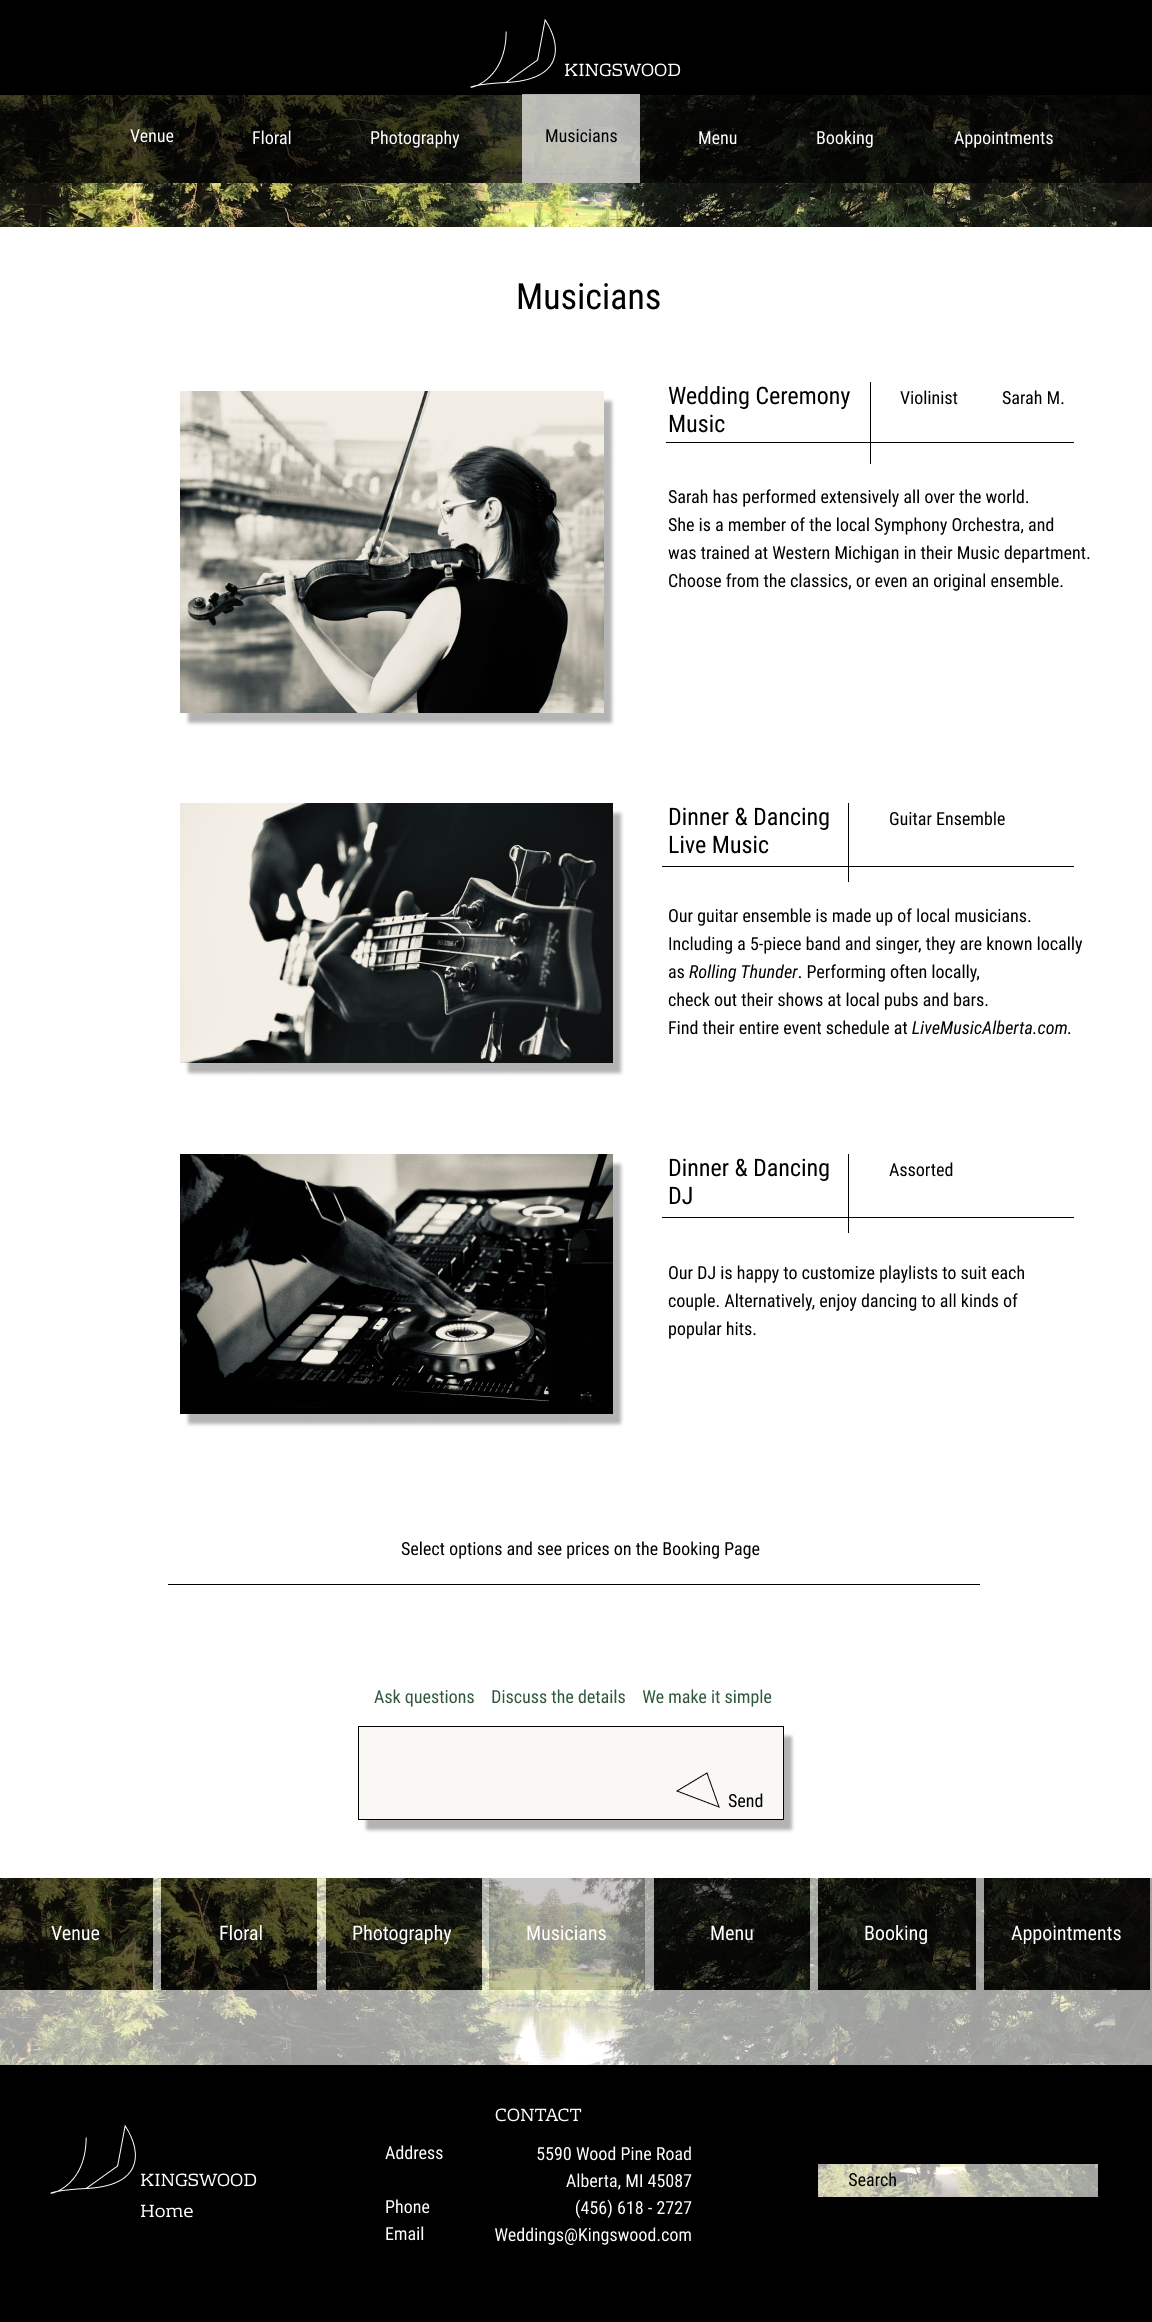 KINGSWOOD
Venue Floral Photography Musicians Menu Booking Appointments
Musicians
Wedding Ceremony
Music
Violinist Sarah M.
Sarah has performed extensively all over the world.
She is a member of the local Symphony Orchestra, and
was trained at Western Michigan in their Music department.
Choose from the classics, or even an original ensemble.
Dinner & Dancing
Live Music
Guitar Ensemble
Our guitar ensemble is made up of local musicians.
Including a 5-piece band and singer, they are known locally
as Rolling Thunder. Performing often locally,
check out their shows at local pubs and bars.
Find their entire event schedule at LiveMusicAlberta.com.
Dinner & Dancing
DJ
Assorted
Our DJ is happy to customize playlists to suit each
couple. Alternatively, enjoy dancing to all kinds of
popular hits.
Select options and see prices on the Booking Page
Ask questions Discuss the details We make it simple
Send
Venue Floral Photography Musicians Menu Booking Appointments
KINGSWOOD
Home
CONTACT
Address 5590 Wood Pine Road
Alberta, MI 45087
Phone (456) 618 - 2727
Email Weddings@Kingswood.com
Search